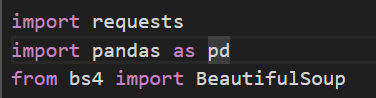 import requests
import pandas as pd
from bs4 import BeautifulSoup